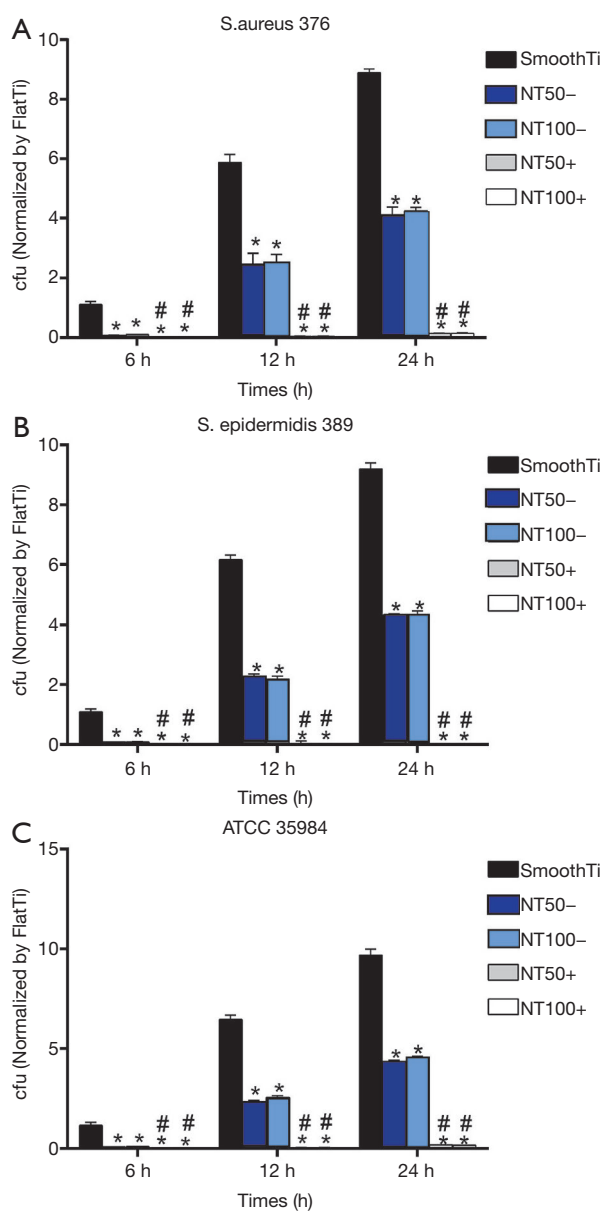 A
S.aureus 376
cfu (Normalized by FlatTi)
10
8
6
4
2
0
* * # # * *
* * # # * *
* * # # * *
6 h 12 h 24 h
Times (h)
SmoothTi
NT50−
NT100−
NT50+
NT100+
B
S. epidermidis 389
cfu (Normalized by FlatTi)
10
8
6
4
2
0
* * # # * *
* * # # * *
* * # # * *
6 h 12 h 24 h
Times (h)
SmoothTi
NT50−
NT100−
NT50+
NT100+
C
ATCC 35984
cfu (Normalized by FlatTi)
15
10
5
0
* * # # * *
* * # # * *
* * # # * *
6 h 12 h 24 h
Times (h)
SmoothTi
NT50−
NT100−
NT50+
NT100+